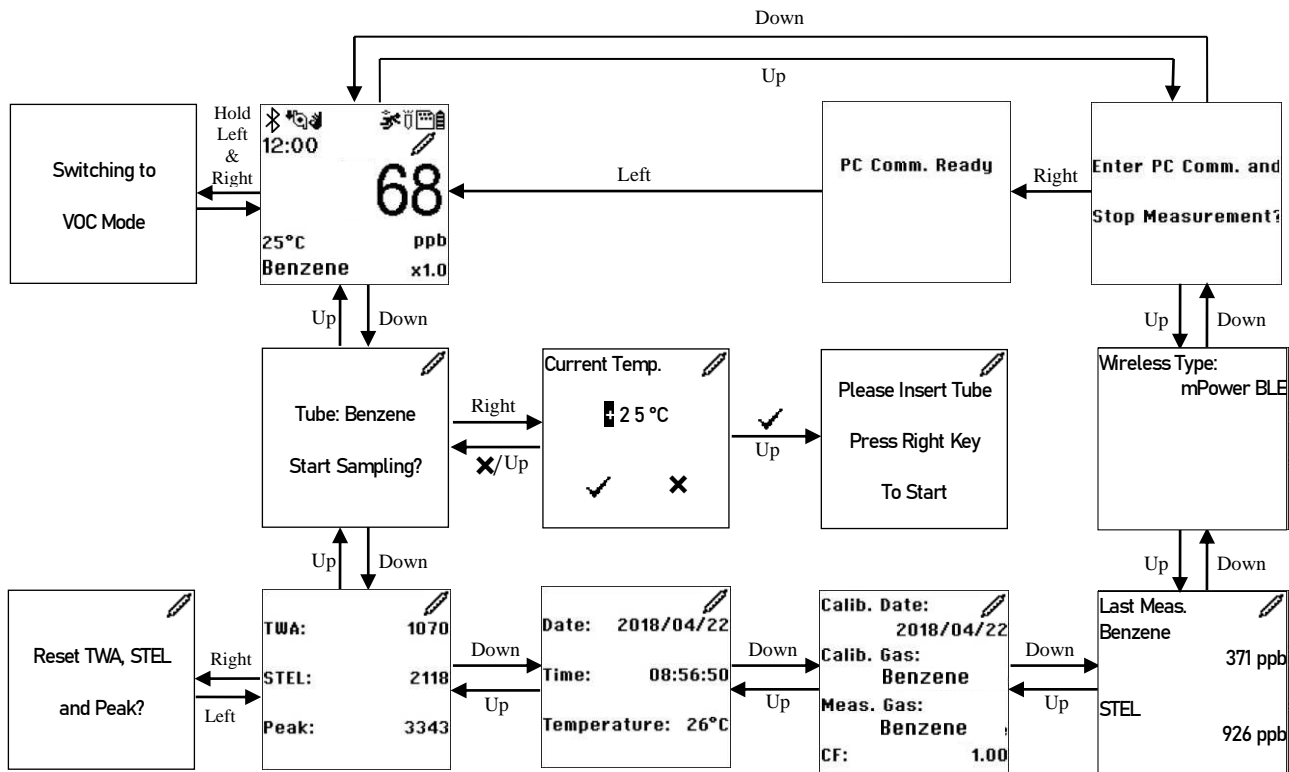 Down
Up
Hold
Left
&
Right
Switching to
VOC Mode
12:00
68
25°C ppb
Benzene x1.0
Left
PC Comm. Ready
Right
Enter PC Comm. and
Stop Measurement?
Up Down
Up Down
Tube: Benzene
Start Sampling?
Right
×/Up
Current Temp.
+25°C
✓ ×
✓
Up
Please Insert Tube
Press Right Key
To Start
Wireless Type:
mPower BLE
Up Down
Up Down
Reset TWA, STEL
and Peak?
Right
Left
TWA: 1070
STEL: 2118
Peak: 3343
Down
Up
Date: 2018/04/22
Time: 08:56:50
Temperature: 26°C
Down
Up
Calib. Date:
2018/04/22
Calib. Gas:
Benzene
Meas. Gas:
Benzene
CF: 1.00
Down
Up
Last Meas.
Benzene
371 ppb
STEL
926 ppb